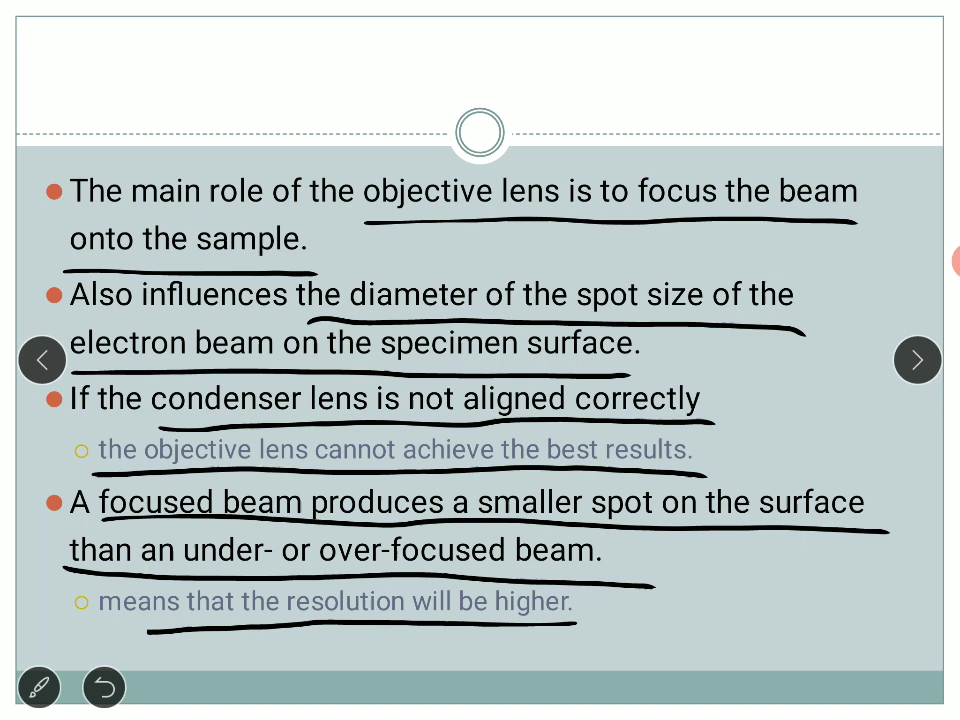 The main role of the objective lens is to focus the beam
onto the sample.
Also influences the diameter of the spot size of the
electron beam on the specimen surface.
If the condenser lens is not aligned correctly
the objective lens cannot achieve the best results.
A focused beam produces a smaller spot on the surface
than an under- or over-focused beam.
means that the resolution will be higher.